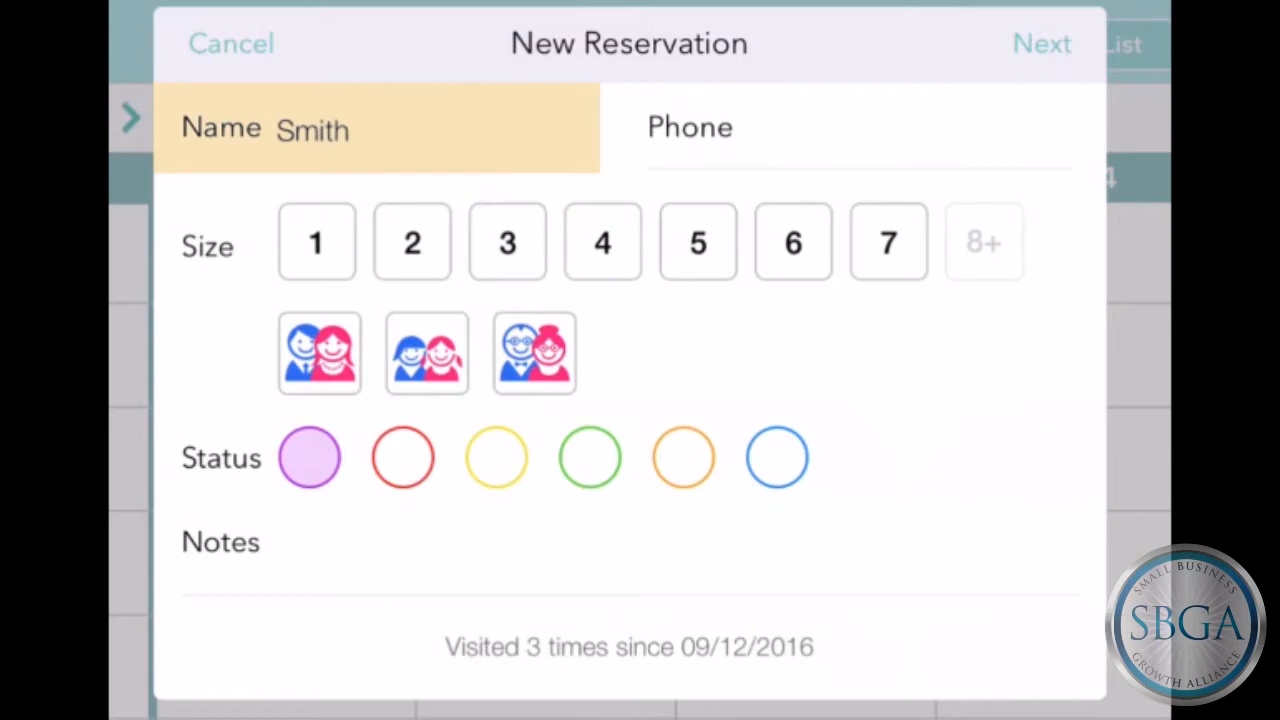 Cancel New Reservation Next List
Name Smith Phone
4
Size 1 2 3 4 5 6 7 8+
Status
Notes
Visited 3 times since 09/12/2016
SMALL BUSINESS
SBGA
GROWTH ALLIANCE